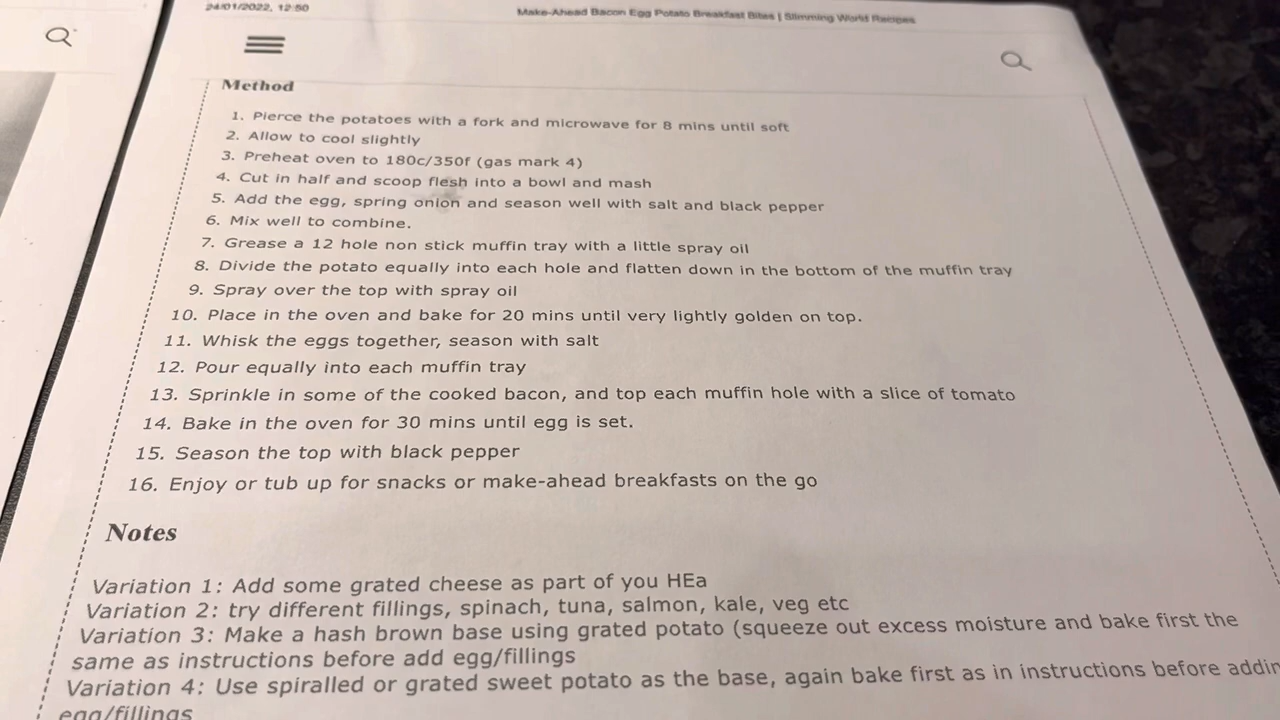 24/01/2022, 12:50
Make-Ahead Bacon Egg Potato Breakfast Bites | Slimming World Recipes
Method
1. Pierce the potatoes with a fork and microwave for 8 mins until soft
2. Allow to cool slightly
3. Preheat oven to 180c/350f (gas mark 4)
4. Cut in half and scoop flesh into a bowl and mash
5. Add the egg, spring onion and season well with salt and black pepper
6. Mix well to combine.
7. Grease a 12 hole non stick muffin tray with a little spray oil
8. Divide the potato equally into each hole and flatten down in the bottom of the muffin tray
9. Spray over the top with spray oil
10. Place in the oven and bake for 20 mins until very lightly golden on top.
11. Whisk the eggs together, season with salt
12. Pour equally into each muffin tray
13. Sprinkle in some of the cooked bacon, and top each muffin hole with a slice of tomato
14. Bake in the oven for 30 mins until egg is set.
15. Season the top with black pepper
16. Enjoy or tub up for snacks or make-ahead breakfasts on the go
Notes
Variation 1: Add some grated cheese as part of you HEa
Variation 2: try different fillings, spinach, tuna, salmon, kale, veg etc
Variation 3: Make a hash brown base using grated potato (squeeze out excess moisture and bake first the
same as instructions before add egg/fillings
Variation 4: Use spiralled or grated sweet potato as the base, again bake first as in instructions before addin
egg/fillings